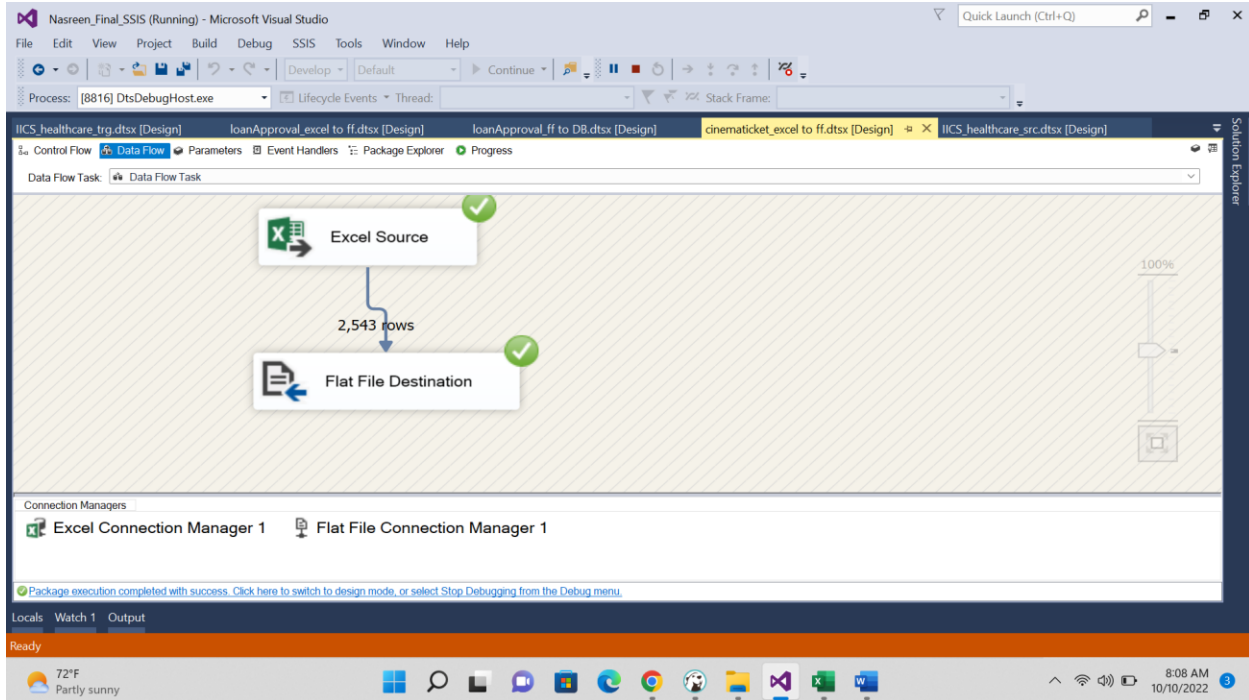 Nasreen_Final_SSIS (Running) - Microsoft Visual Studio
Quick Launch (Ctrl+Q)
File Edit View Project Build Debug SSIS Tools Window Help
Develop Default Continue
Process: [8816] DtsDebugHost.exe Lifecycle Events Thread: Stack Frame:
IICS_healthcare_trg.dtsx [Design] loanApproval_excel to ff.dtsx [Design] loanApproval_ff to DB.dtsx [Design] cinematicket_excel to ff.dtsx [Design] IICS_healthcare_src.dtsx [Design]
Control Flow Data Flow Parameters Event Handlers Package Explorer Progress
Solution Explorer
Data Flow Task: Data Flow Task
Excel Source
100%
2,543 rows
Flat File Destination
Connection Managers
Excel Connection Manager 1 Flat File Connection Manager 1
Package execution completed with success. Click here to switch to design mode, or select Stop Debugging from the Debug menu.
Locals Watch 1 Output
Ready
72°F
Partly sunny
8:08 AM
10/10/2022
3